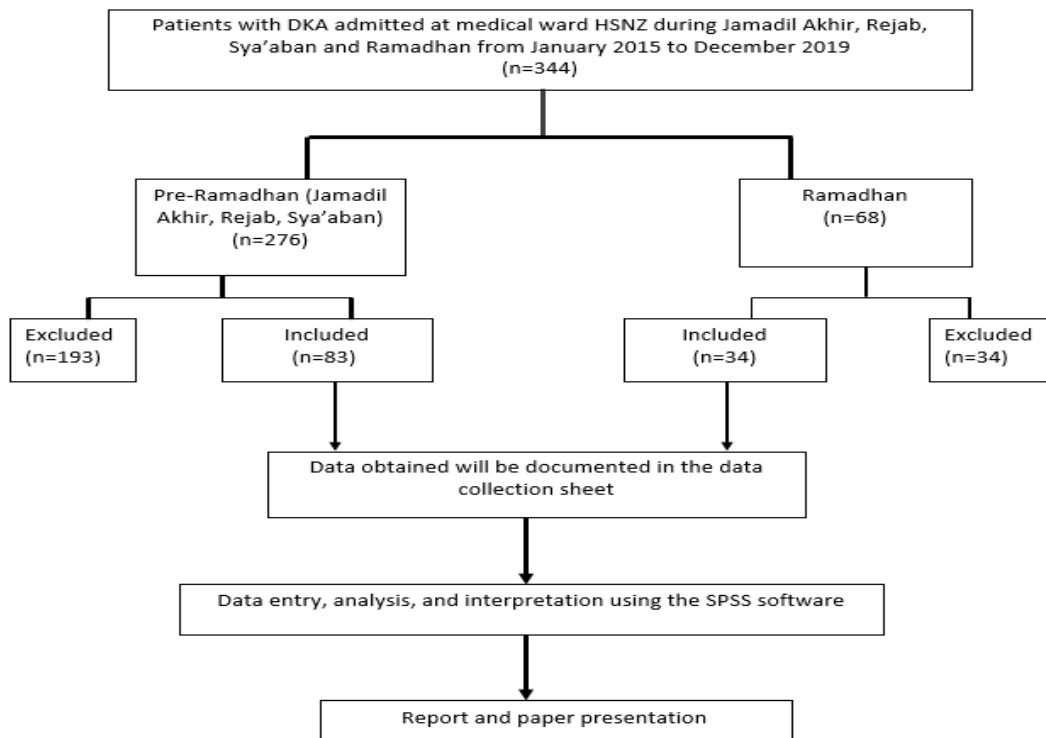 Patients with DKA admitted at medical ward HSNZ during Jamadil Akhir, Rejab,
Sya’aban and Ramadhan from January 2015 to December 2019
(n=344)
Pre-Ramadhan (Jamadil
Akhir, Rejab, Sya’aban)
(n=276)
Ramadhan
(n=68)
Excluded
(n=193)
Included
(n=83)
Included
(n=34)
Excluded
(n=34)
Data obtained will be documented in the data
collection sheet
Data entry, analysis, and interpretation using the SPSS software
Report and paper presentation